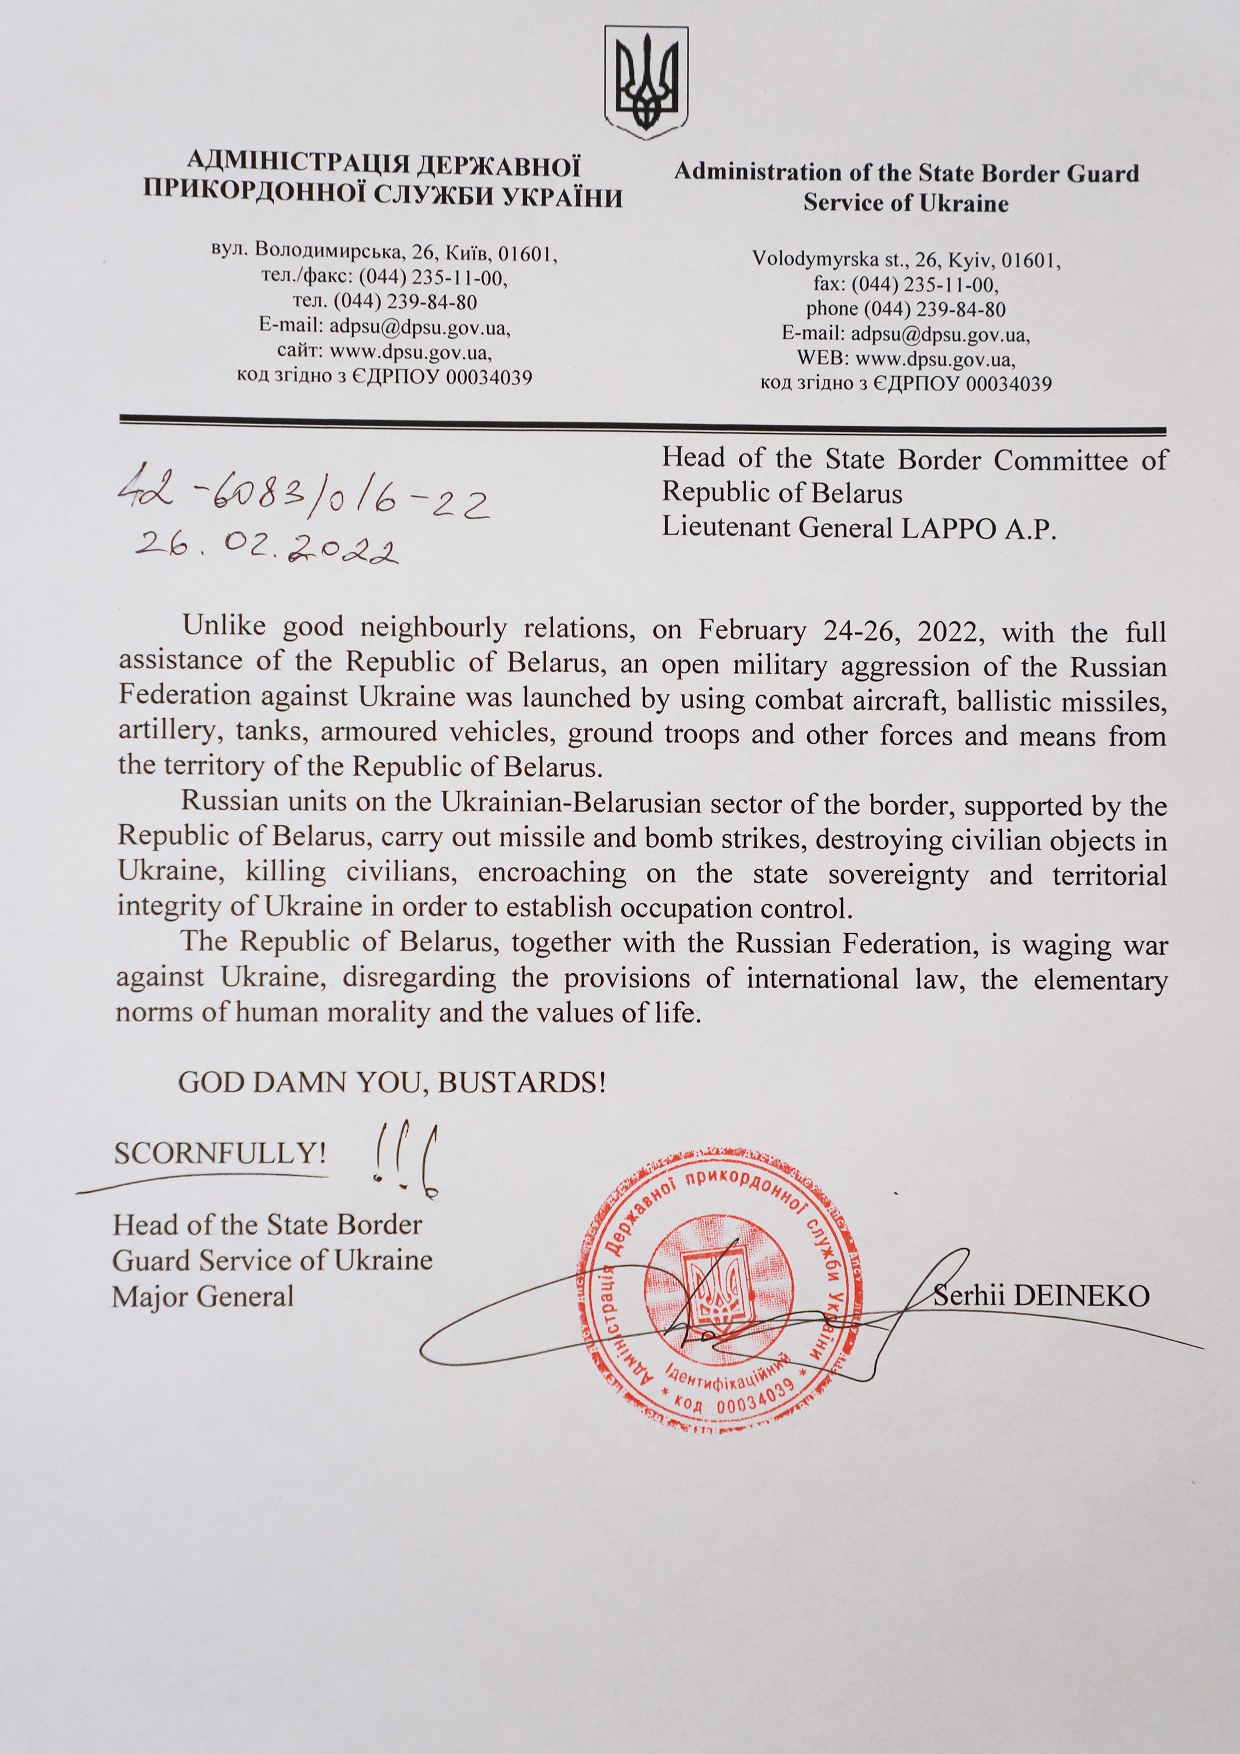 АДМІНІСТРАЦІЯ ДЕРЖАВНОЇ
ПРИКОРДОННОЇ СЛУЖБИ УКРАЇНИ
вул. Володимирська, 26, Київ, 01601,
тел./факс: (044) 235-11-00,
тел. (044) 239-84-80
E-mail: adpsu@dpsu.gov.ua,
сайт: www.dpsu.gov.ua,
код згідно з ЄДРПОУ 00034039
Administration of the State Border Guard
Service of Ukraine
Volodymyrska st., 26, Kyiv, 01601,
fax: (044) 235-11-00,
phone (044) 239-84-80
E-mail: adpsu@dpsu.gov.ua,
WEB: www.dpsu.gov.ua,
код згідно з ЄДРПОУ 00034039
42-6083/0/6-22
26.02.2022
Head of the State Border Committee of
Republic of Belarus
Lieutenant General LAPPO A.P.
Unlike good neighbourly relations, on February 24-26, 2022, with the full
assistance of the Republic of Belarus, an open military aggression of the Russian
Federation against Ukraine was launched by using combat aircraft, ballistic missiles,
artillery, tanks, armoured vehicles, ground troops and other forces and means from
the territory of the Republic of Belarus.
Russian units on the Ukrainian-Belarusian sector of the border, supported by the
Republic of Belarus, carry out missile and bomb strikes, destroying civilian objects in
Ukraine, killing civilians, encroaching on the state sovereignty and territorial
integrity of Ukraine in order to establish occupation control.
The Republic of Belarus, together with the Russian Federation, is waging war
against Ukraine, disregarding the provisions of international law, the elementary
norms of human morality and the values of life.
GOD DAMN YOU, BUSTARDS!
SCORNFULLY! !!!
Head of the State Border
Guard Service of Ukraine
Major General
Serhii DEINEKO
Адміністрація Державної прикордонної служби України
Ідентифікаційний
* код 00034039 *